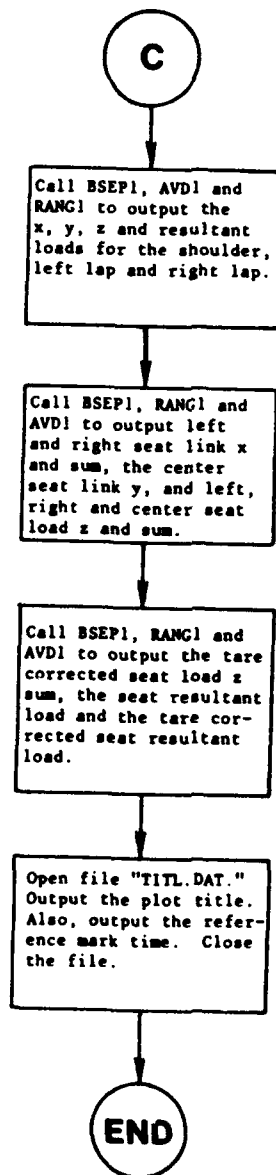 C
Call BSEP1, AVD1 and
RANG1 to output the
x, y, z and resultant
loads for the shoulder,
left lap and right lap.
Call BSEP1, RANG1 and
AVD1 to output left
and right seat link x
and sum, the center
seat link y, and left,
right and center seat
load z and sum.
Call BSEP1, RANG1 and
AVD1 to output the tare
corrected seat load z
sum, the seat resultant
load and the tare cor-
rected seat resultant
load.
Open file "TITL.DAT."
Output the plot title.
Also, output the refer-
ence mark time. Close
the file.
END